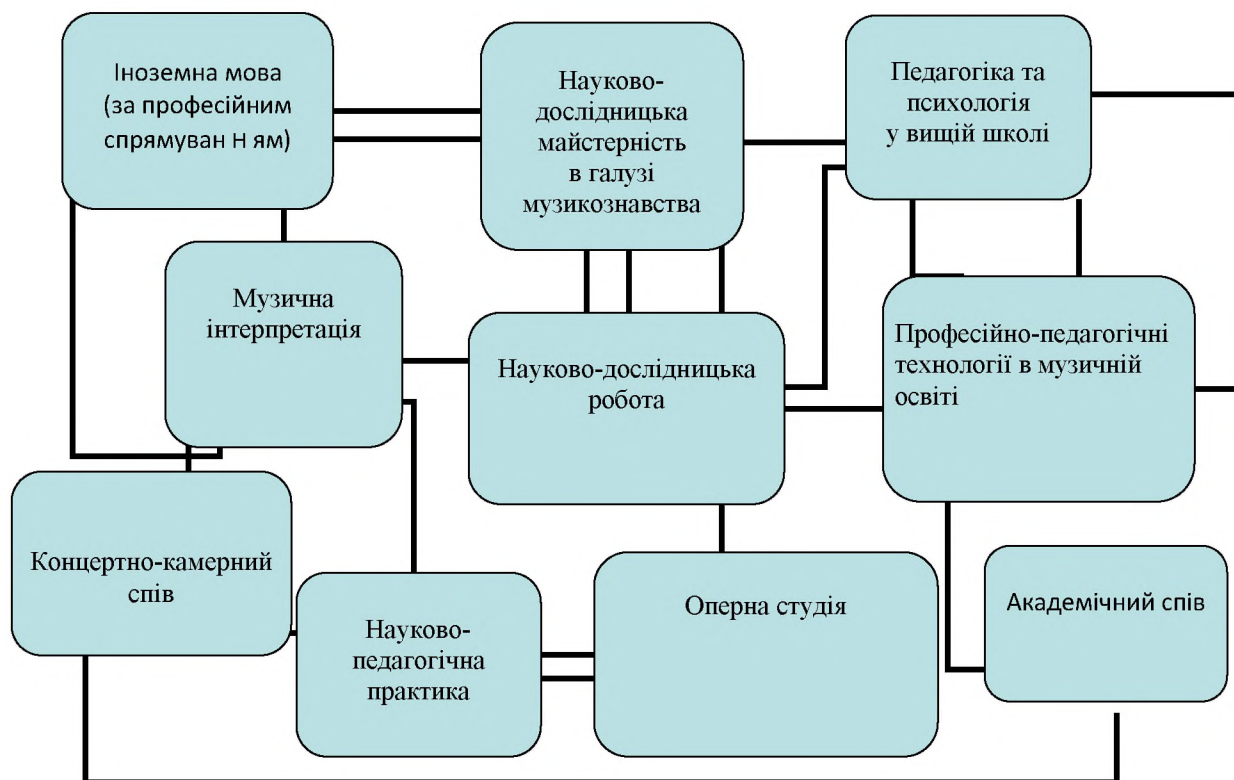 Іноземна мова
(за професійним
спрямуван Н ям)
Науково-
дослідницька
майстерність
в галузі
музикознавства
Педагогіка та
психологія
у вищій школі
Музична
інтерпретація
Науково-дослідницька
робота
Професійно-педагогічні
технології в музичній
освіті
Концертно-камерний
спів
Науково-
педагогічна
практика
Оперна студія
Академічний спів